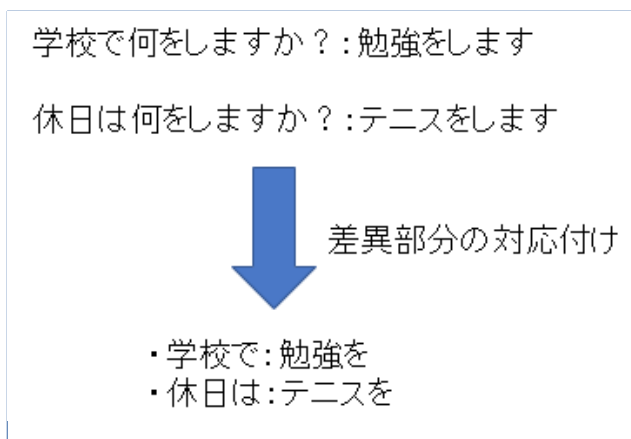 学校で何をしますか？:勉強をします
休日は何をしますか？:テニスをします
差異部分の対応付け
・学校で:勉強を
・休日は:テニスを